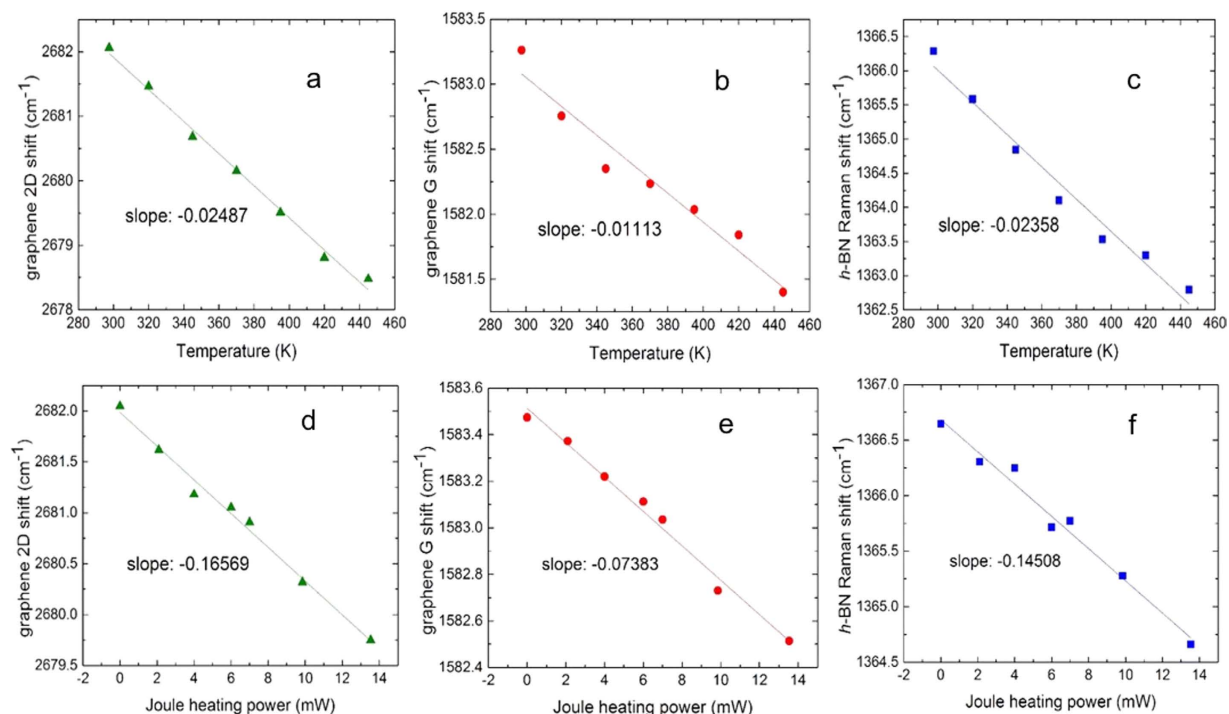 a
graphene 2D shift (cm⁻¹)
2682
2681
2680
2679
2678
slope: -0.02487
280 300 320 340 360 380 400 420 440 460
Temperature (K)
b
graphene G shift (cm⁻¹)
1583.5
1583.0
1582.5
1582.0
1581.5
slope: -0.01113
280 300 320 340 360 380 400 420 440 460
Temperature (K)
c
h-BN Raman shift (cm⁻¹)
1366.5
1366.0
1365.5
1365.0
1364.5
1364.0
1363.5
1363.0
1362.5
slope: -0.02358
280 300 320 340 360 380 400 420 440 460
Temperature (K)
d
graphene 2D shift (cm⁻¹)
2682.0
2681.5
2681.0
2680.5
2680.0
2679.5
slope: -0.16569
-2 0 2 4 6 8 10 12 14
Joule heating power (mW)
e
graphene G shift (cm⁻¹)
1583.6
1583.4
1583.2
1583.0
1582.8
1582.6
1582.4
slope: -0.07383
-2 0 2 4 6 8 10 12 14
Joule heating power (mW)
f
h-BN Raman shift (cm⁻¹)
1367.0
1366.5
1366.0
1365.5
1365.0
1364.5
slope: -0.14508
-2 0 2 4 6 8 10 12 14
Joule heating power (mW)